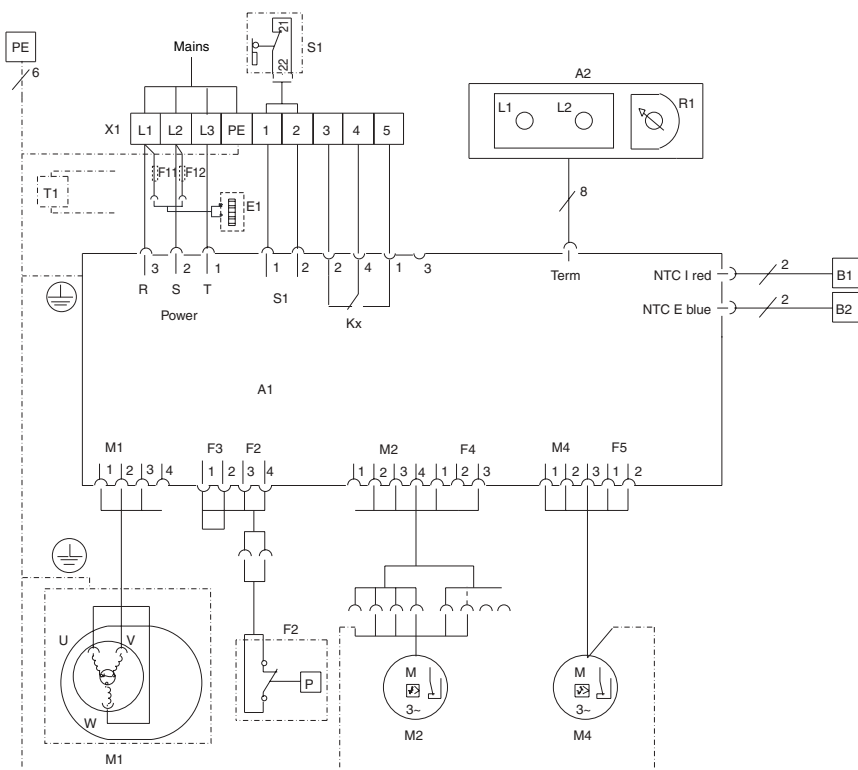 PE
6
Mains
21
22
S1
X1
L1 L2 L3 PE 1 2 3 4 5
A2
L1 L2 R1
F11 F12
T1
E1
8
3 2 1 1 2 2 4 1 3
R S T
S1
Power
Kx
Term
NTC I red 2 B1
NTC E blue 2 B2
A1
M1 F3 F2 M2 F4 M4 F5
1 2 3 4 1 2 3 4 1 2 3 4 1 2 3 1 2 3 1 2
U V
W
M1
F2
P
M
3~
M2
M
3~
M4